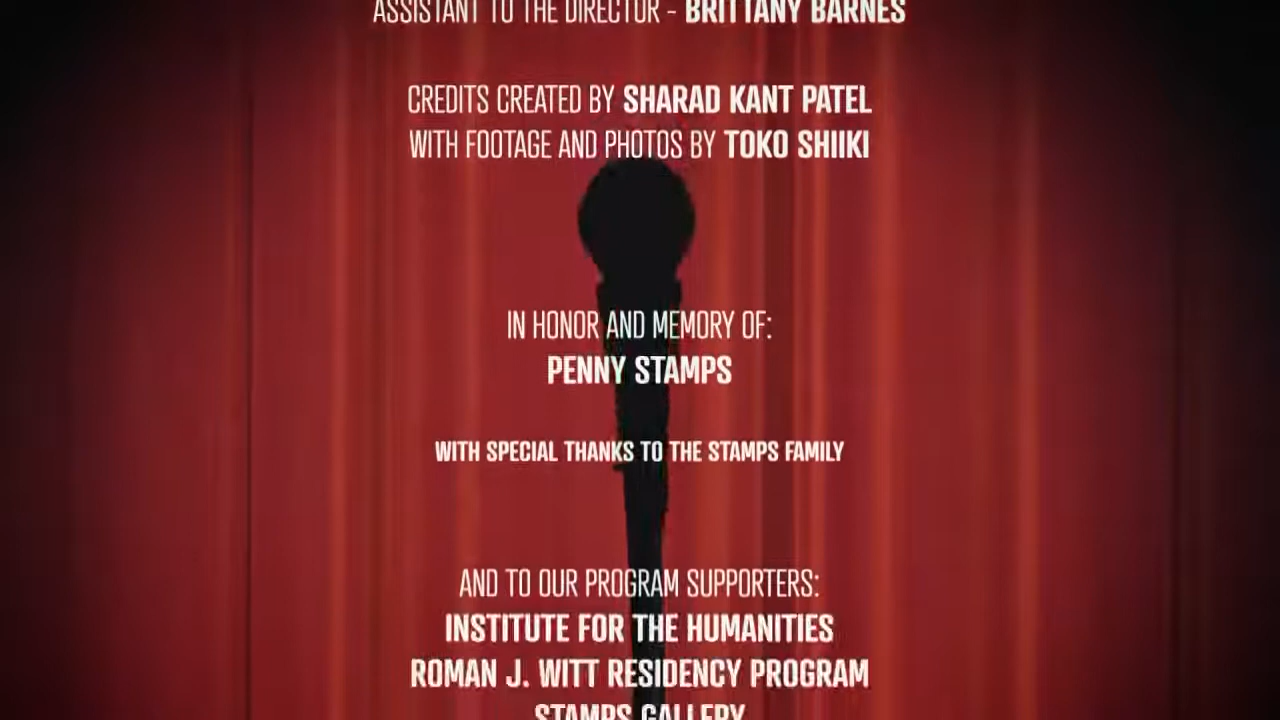 ASSISTANT TO THE DIRECTOR - BRITTANY BARNES
CREDITS CREATED BY SHARAD KANT PATEL
WITH FOOTAGE AND PHOTOS BY TOKO SHIIKI
IN HONOR AND MEMORY OF:
PENNY STAMPS
WITH SPECIAL THANKS TO THE STAMPS FAMILY
AND TO OUR PROGRAM SUPPORTERS:
INSTITUTE FOR THE HUMANITIES
ROMAN J. WITT RESIDENCY PROGRAM
STAMPS GALLERY